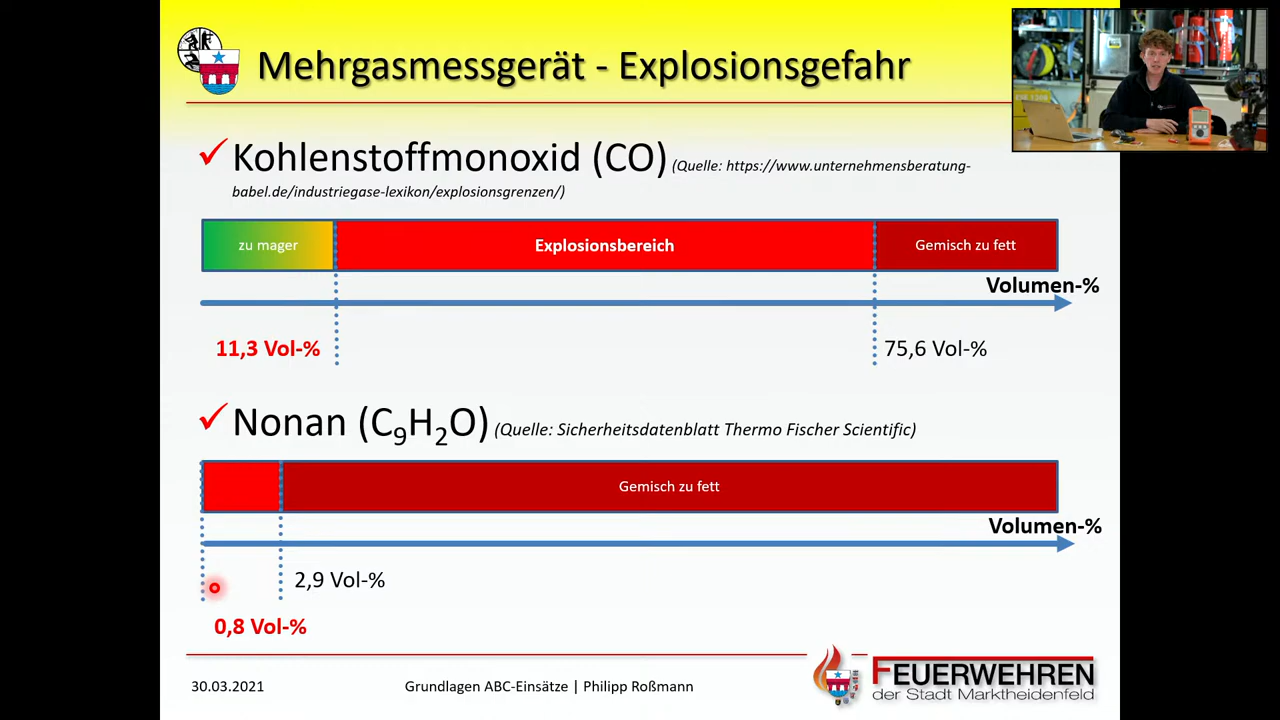 Mehrgasmessgerät - Explosionsgefahr
Kohlenstoffmonoxid (CO) (Quelle: https://www.unternehmensberatung-
babel.de/industriegase-lexikon/explosionsgrenzen/)
zu mager
Explosionsbereich
Gemisch zu fett
Volumen-%
11,3 Vol-%
75,6 Vol-%
Nonan (C₉H₂O) (Quelle: Sicherheitsdatenblatt Thermo Fischer Scientific)
Gemisch zu fett
Volumen-%
2,9 Vol-%
0,8 Vol-%
30.03.2021
Grundlagen ABC-Einsätze | Philipp Roßmann
FEUERWEHREN
der Stadt Marktheidenfeld